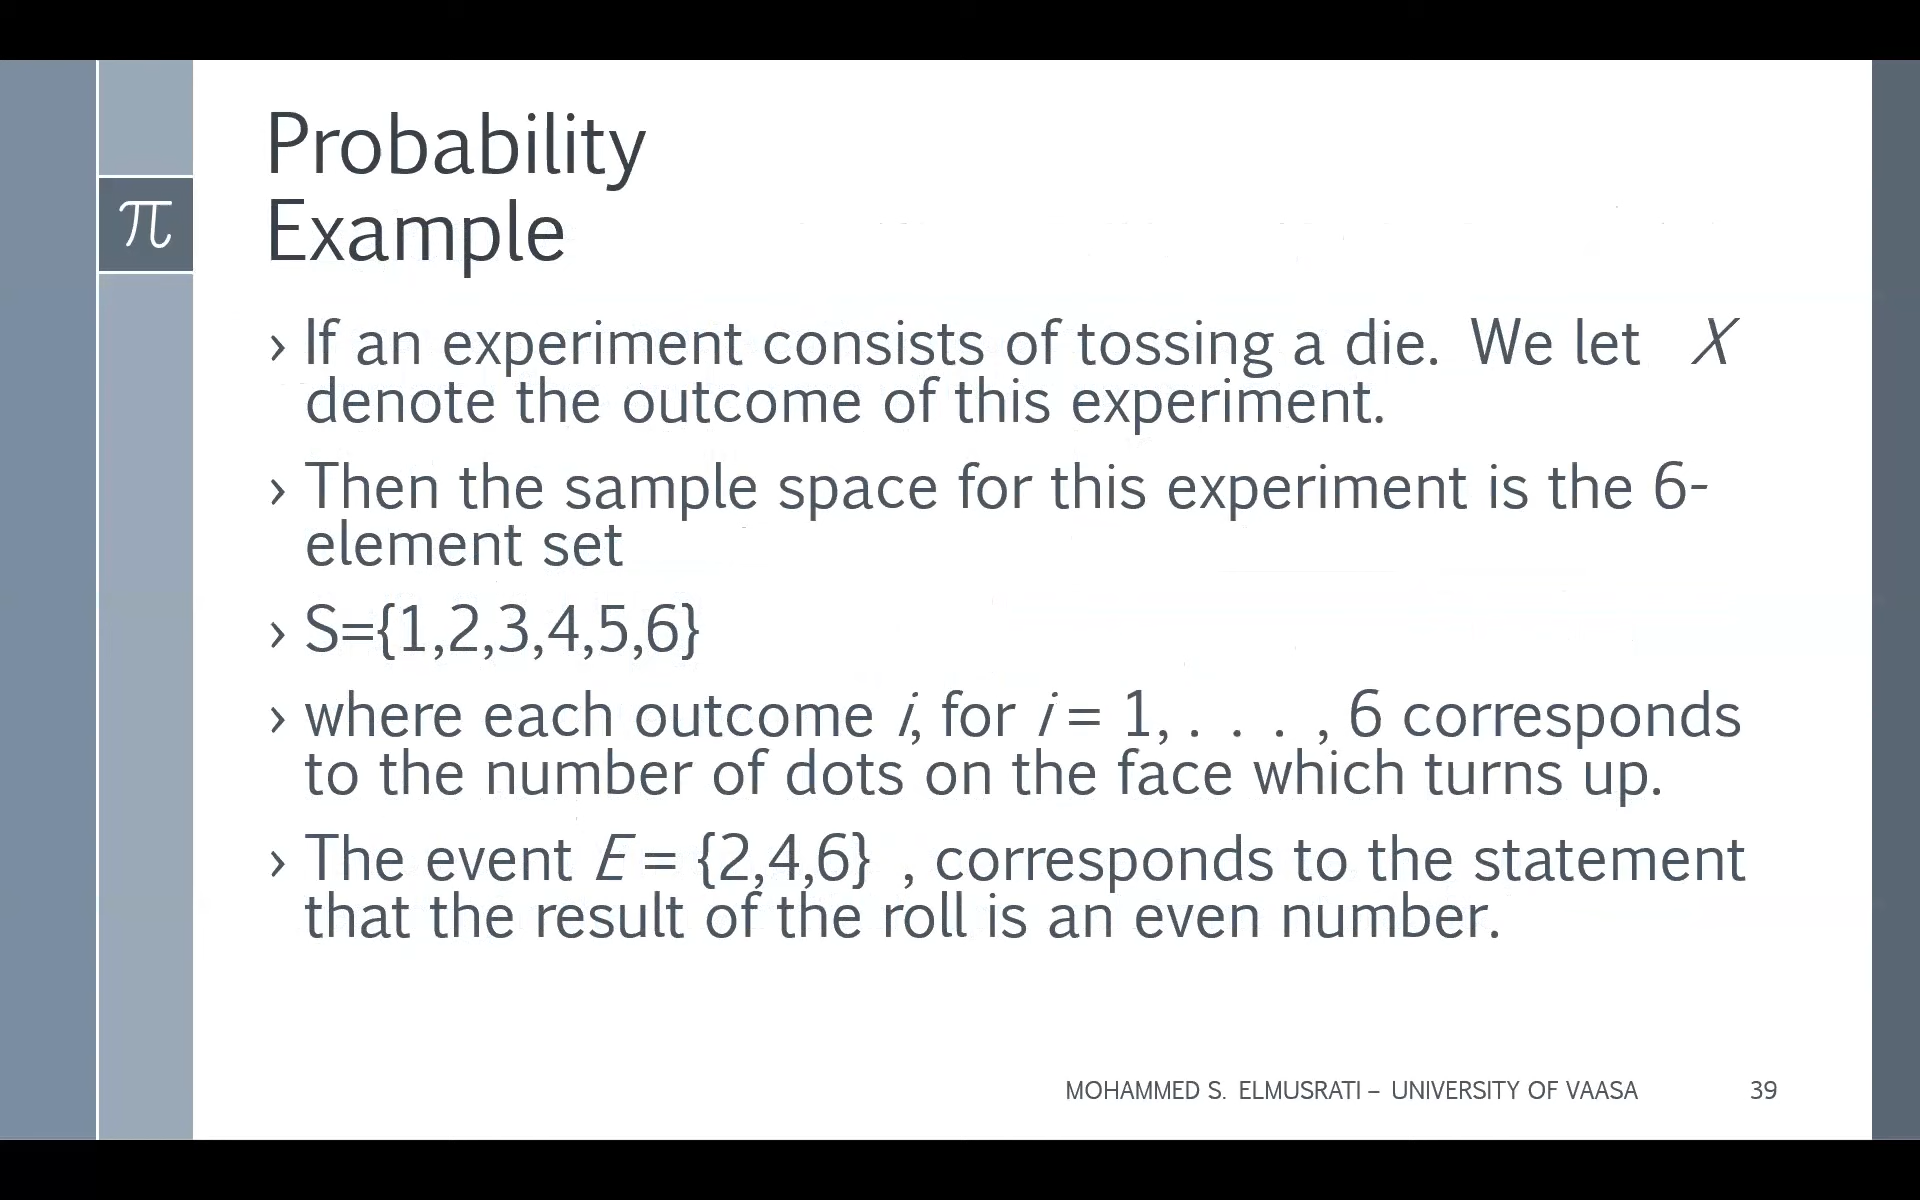 Probability
Example
π
› If an experiment consists of tossing a die. We let X
denote the outcome of this experiment.
› Then the sample space for this experiment is the 6-
element set
› S={1,2,3,4,5,6}
› where each outcome i, for i = 1, . . . , 6 corresponds
to the number of dots on the face which turns up.
› The event E = {2,4,6} , corresponds to the statement
that the result of the roll is an even number.
MOHAMMED S. ELMUSRATI – UNIVERSITY OF VAASA 39